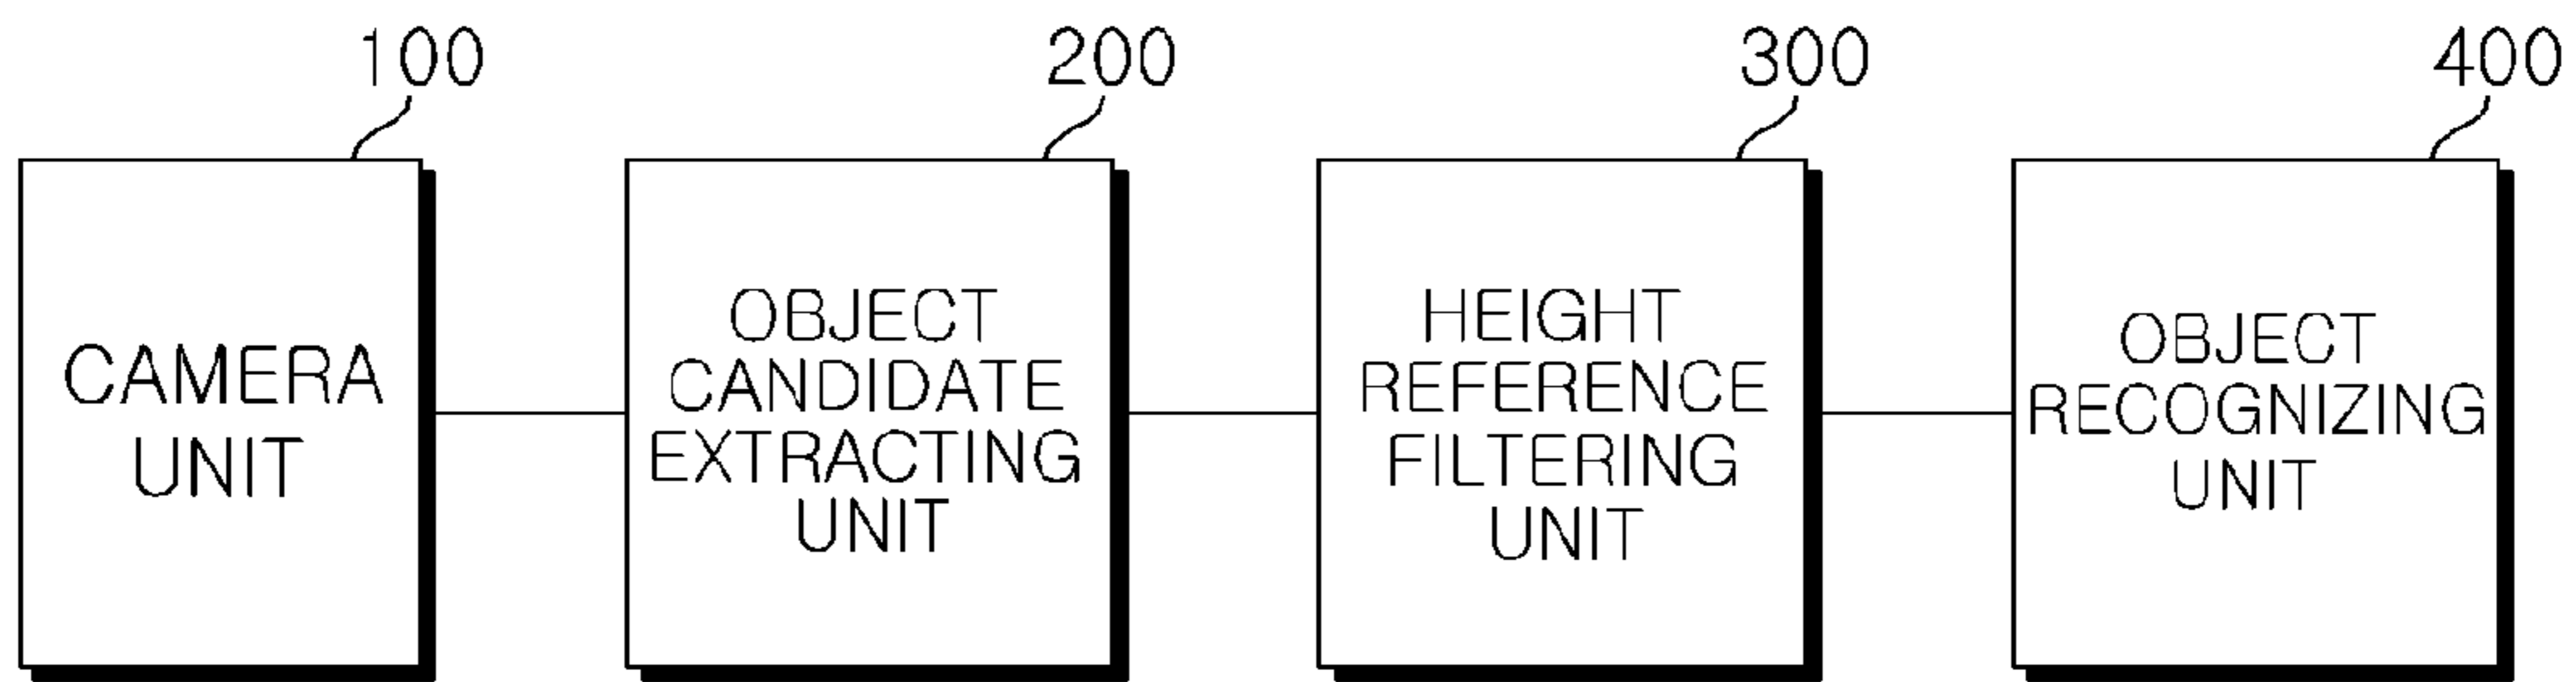 100
200
300
400
CAMERA
UNIT
OBJECT
CANDIDATE
EXTRACTING
UNIT
HEIGHT
REFERENCE
FILTERING
UNIT
OBJECT
RECOGNIZING
UNIT